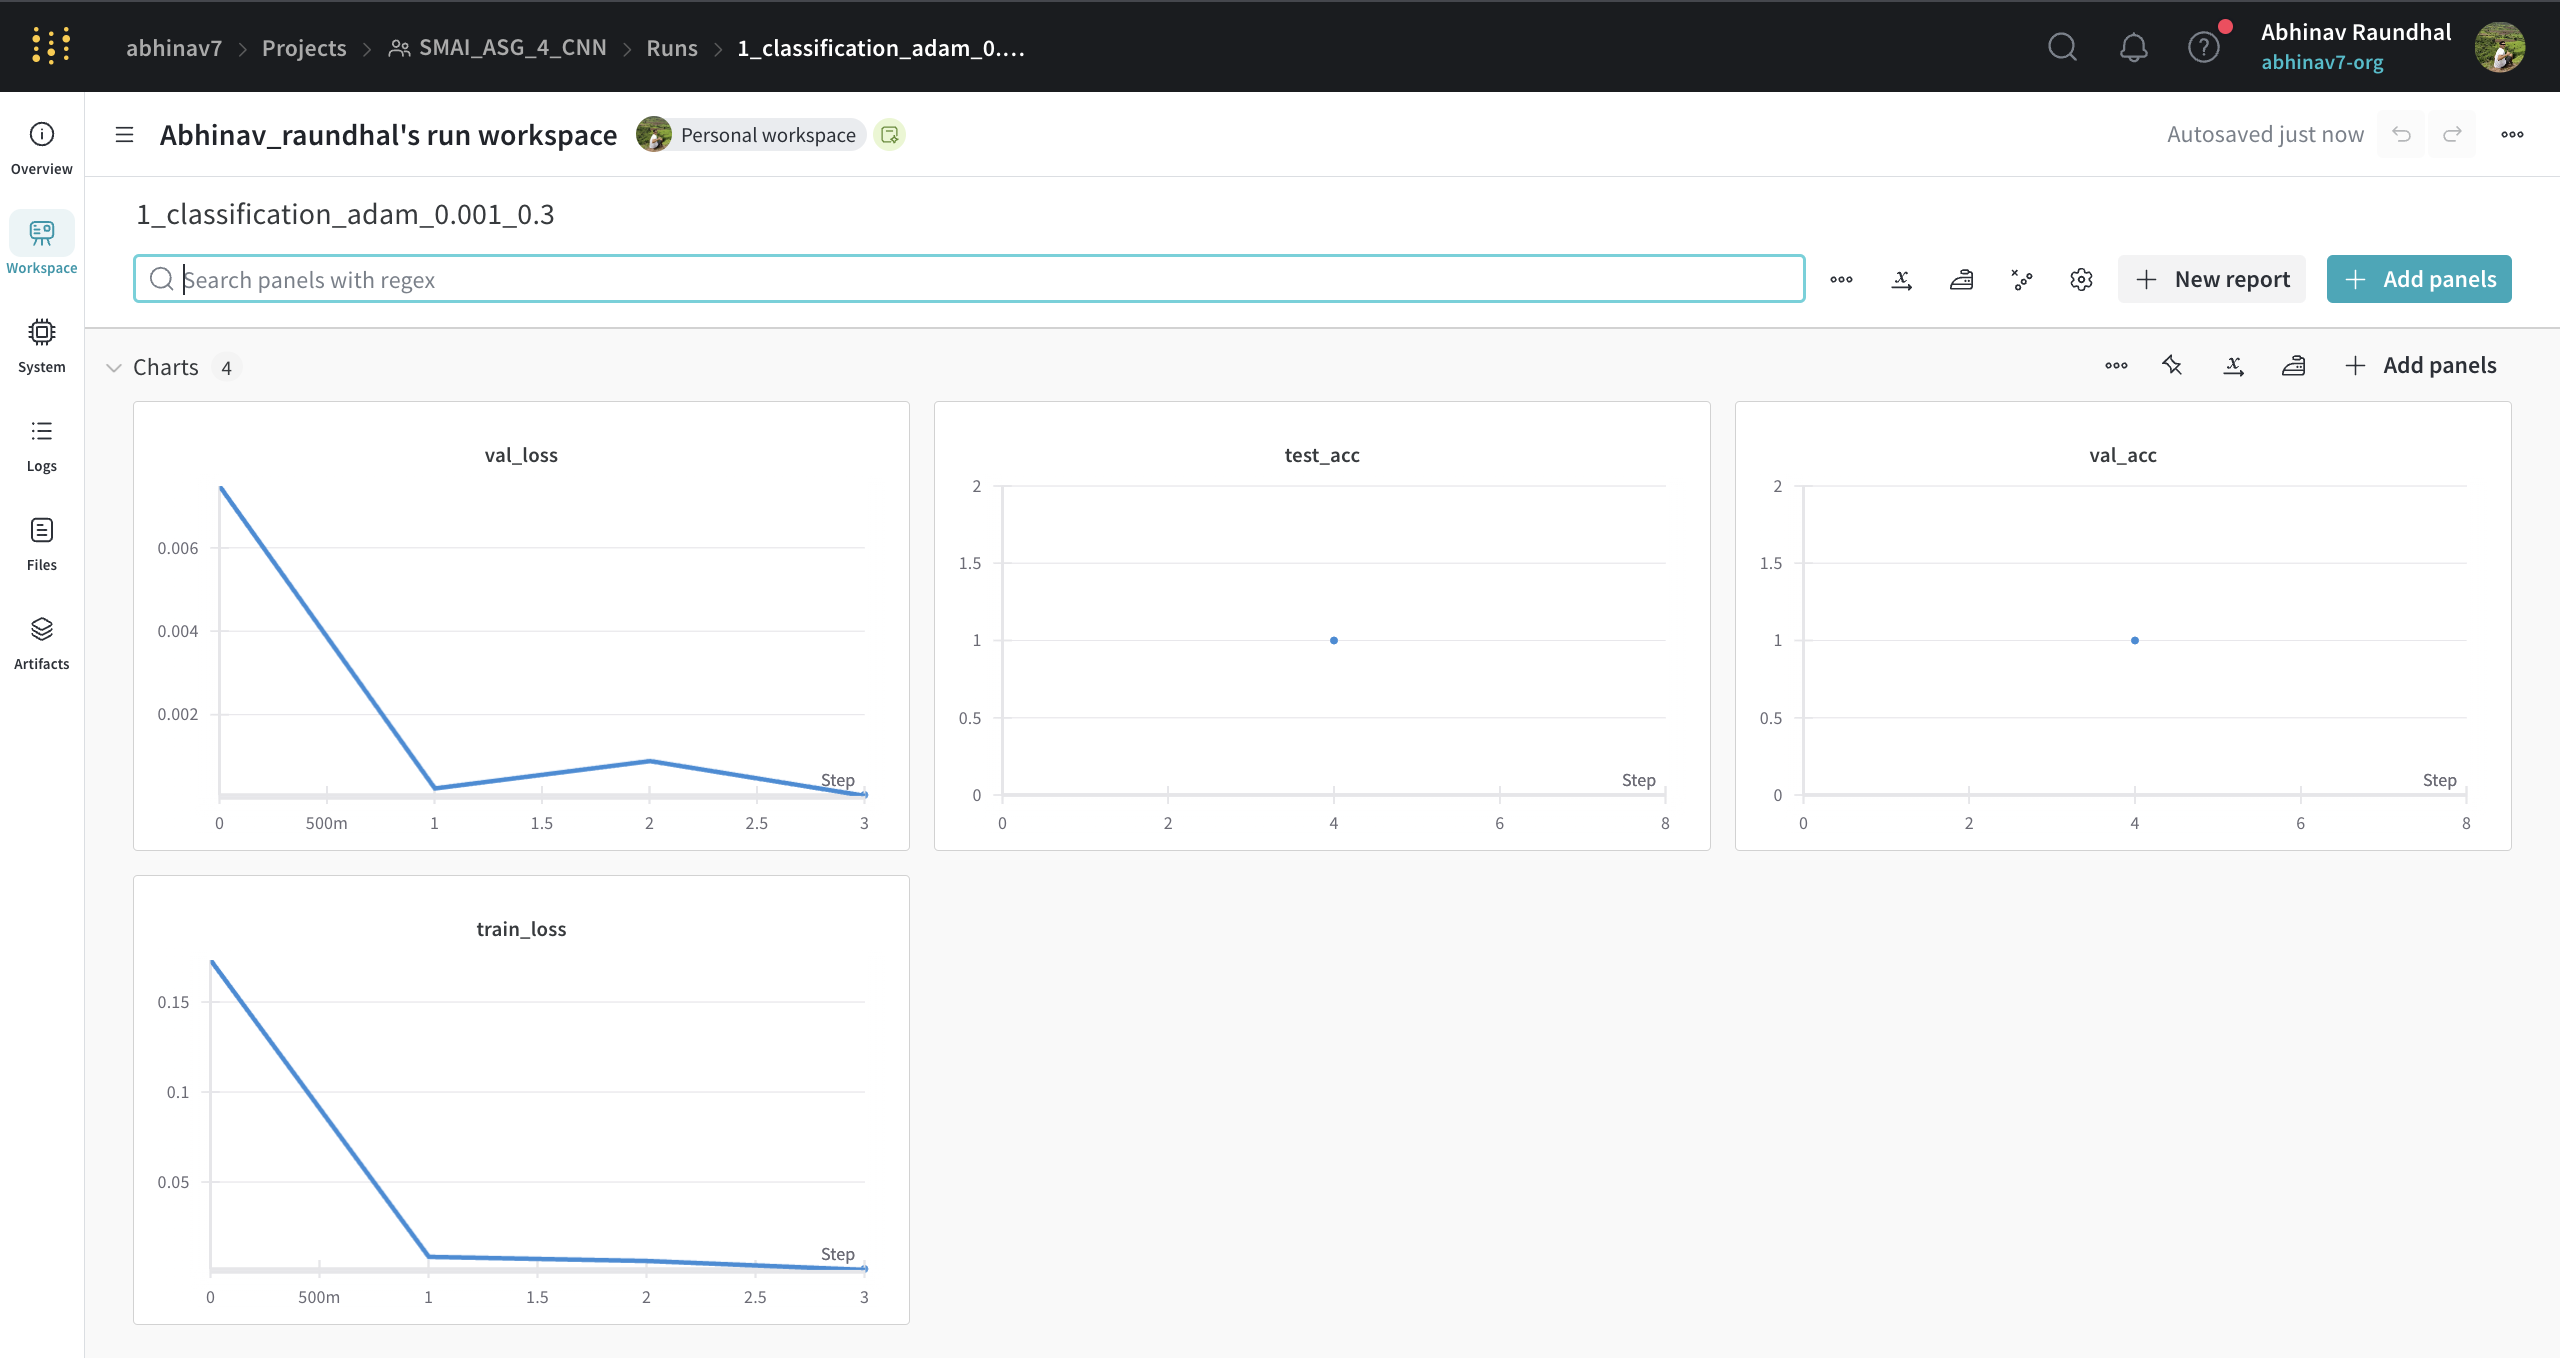 abhinav7 > Projects > SMAI_ASG_4_CNN > Runs > 1_classification_adam_0....
Abhinav Raundhal
abhinav7-org
Overview
Workspace
System
Logs
Files
Artifacts
Abhinav_raundhal's run workspace Personal workspace Autosaved just now
1_classification_adam_0.001_0.3
Search panels with regex New report Add panels
Charts 4 Add panels
val_loss
0.006
0.004
0.002
Step
0 500m 1 1.5 2 2.5 3
test_acc
2
1.5
1
0.5
0
Step
0 2 4 6 8
val_acc
2
1.5
1
0.5
0
Step
0 2 4 6 8
train_loss
0.15
0.1
0.05
Step
0 500m 1 1.5 2 2.5 3